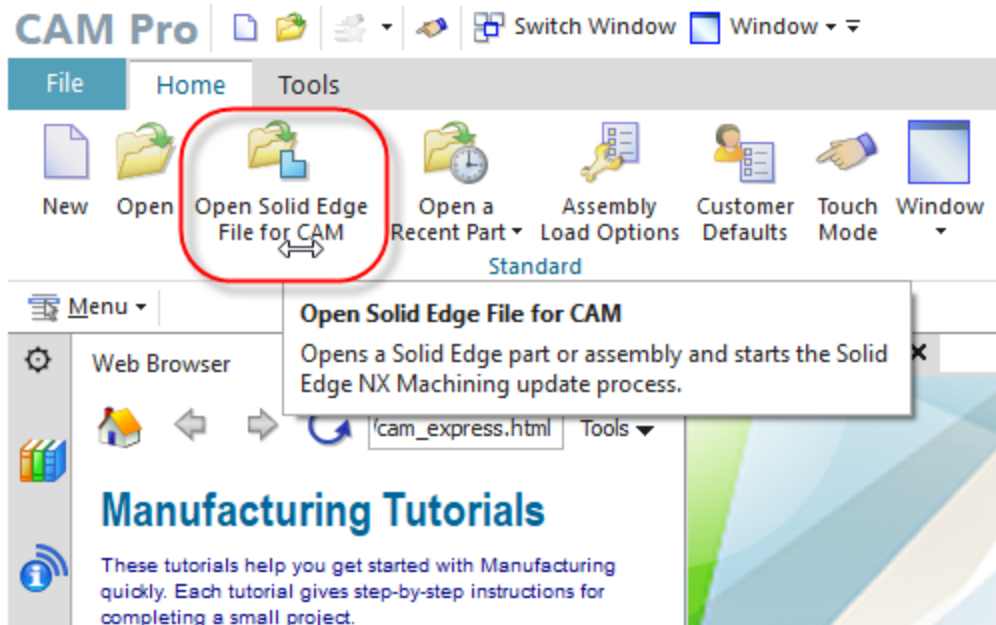 CAM Pro
Switch Window
Window
File
Home
Tools
New
Open
Open Solid Edge
File for CAM
Open a
Recent Part
Assembly
Load Options
Customer
Defaults
Touch
Mode
Window
Standard
Menu
Open Solid Edge File for CAM
Opens a Solid Edge part or assembly and starts the Solid
Edge NX Machining update process.
Web Browser
/cam_express.html
Tools
Manufacturing Tutorials
These tutorials help you get started with Manufacturing
quickly. Each tutorial gives step-by-step instructions for
completing a small project.